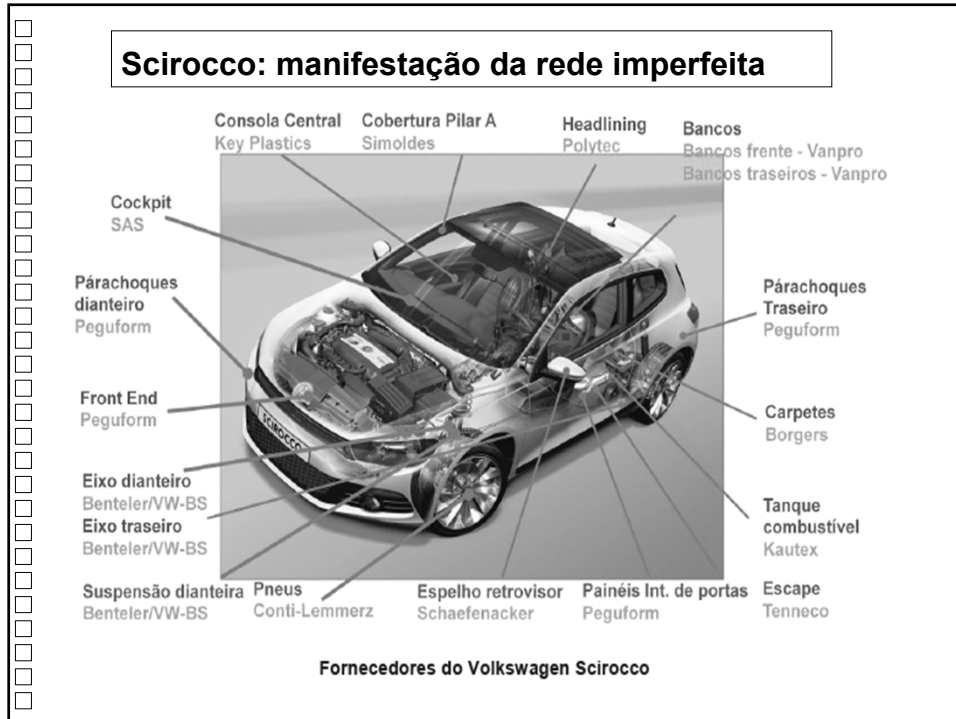 Scirocco: manifestação da rede imperfeita
Consola Central
Key Plastics
Cobertura Pilar A
Simoldes
Headlining
Polytec
Bancos
Bancos frente - Vanpro
Bancos traseiros - Vanpro
Cockpit
SAS
Párachoques
dianteiro
Peguform
Párachoques
Traseiro
Peguform
Front End
Peguform
SCIROCCO
Carpetes
Borgers
Eixo dianteiro
Benteler/VW-BS
Eixo traseiro
Benteler/VW-BS
Tanque
combustível
Kautex
Suspensão dianteira
Benteler/VW-BS
Pneus
Conti-Lemmerz
Espelho retrovisor
Schaefenacker
Painéis Int. de portas
Peguform
Escape
Tenneco
Fornecedores do Volkswagen Scirocco